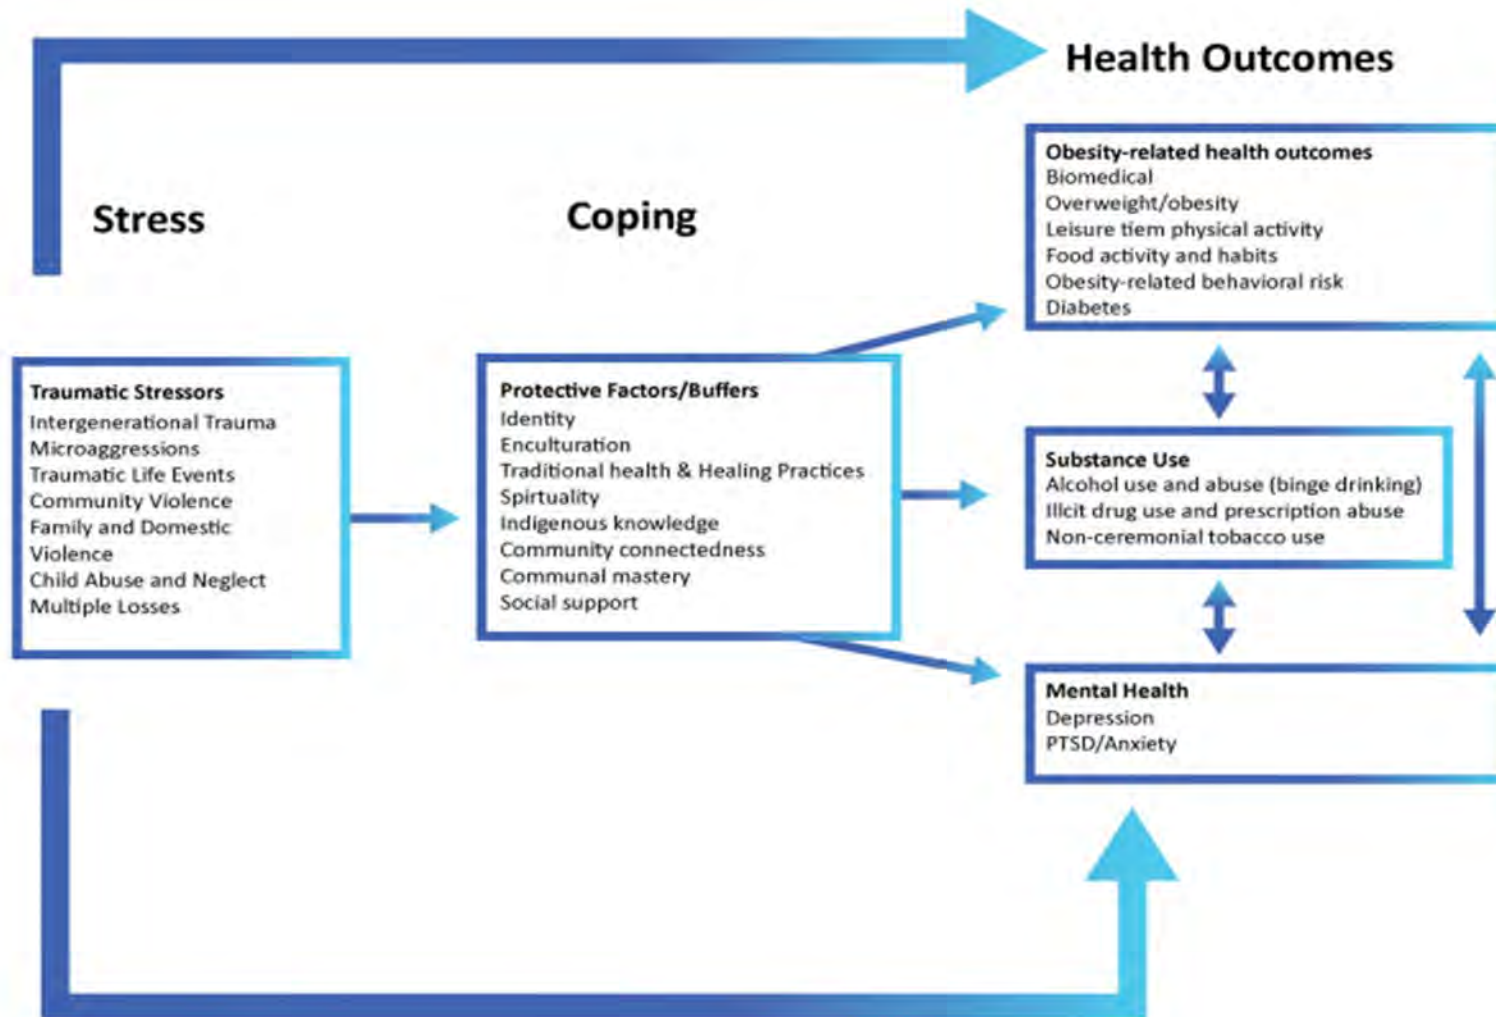 Health Outcomes
Stress
Coping
Obesity-related health outcomes
Biomedical
Overweight/obesity
Leisure tiem physical activity
Food activity and habits
Obesity-related behavioral risk
Diabetes
Traumatic Stressors
Intergenerational Trauma
Microaggressions
Traumatic Life Events
Community Violence
Family and Domestic
Violence
Child Abuse and Neglect
Multiple Losses
Protective Factors/Buffers
Identity
Enculturation
Traditional health & Healing Practices
Spirtuality
Indigenous knowledge
Community connectedness
Communal mastery
Social support
Substance Use
Alcohol use and abuse (binge drinking)
Illcit drug use and prescription abuse
Non-ceremonial tobacco use
Mental Health
Depression
PTSD/Anxiety